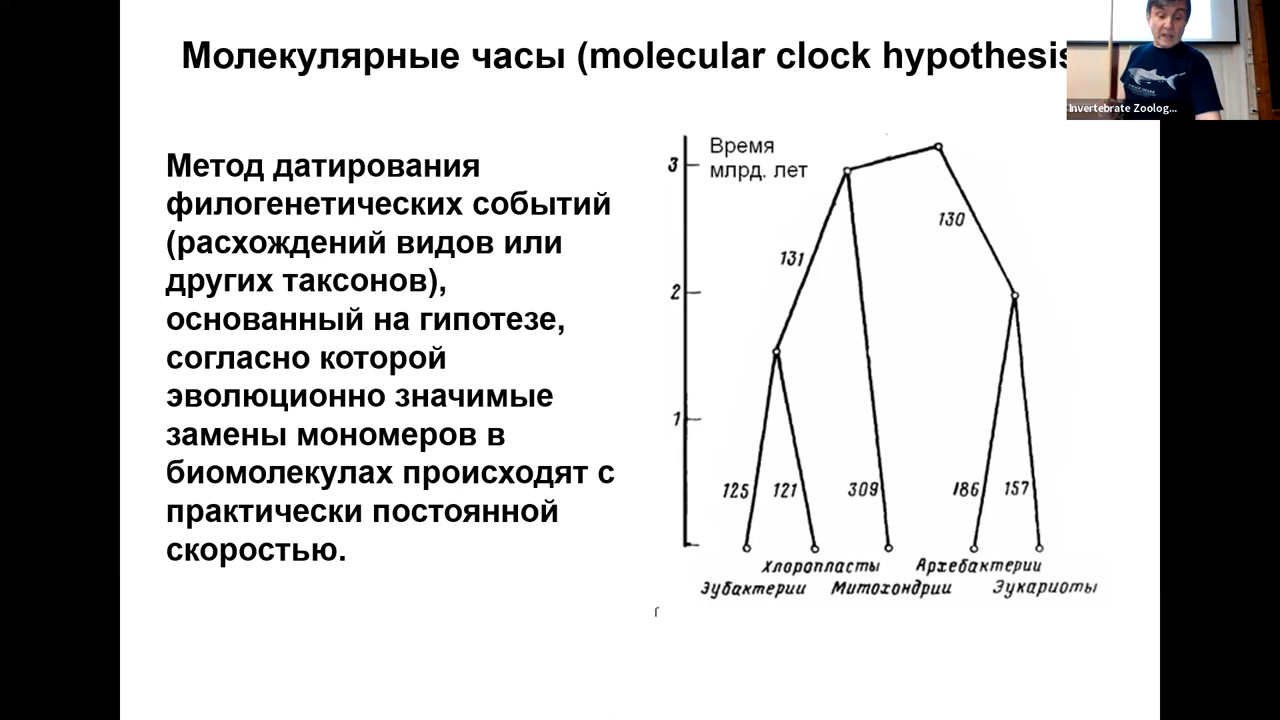 Молекулярные часы (molecular clock hypothesis
Invertebrate Zoolog...
Метод датирования
филогенетических событий
(расхождений видов или
других таксонов),
основанный на гипотезе,
согласно которой
эволюционно значимые
замены мономеров в
биомолекулах происходят с
практически постоянной
скоростью.
Время
млрд. лет
3
2
1
131
130
125 121 309 186 157
Хлоропласты Архебактерии
Эубактерии Митохондрии Эукариоты